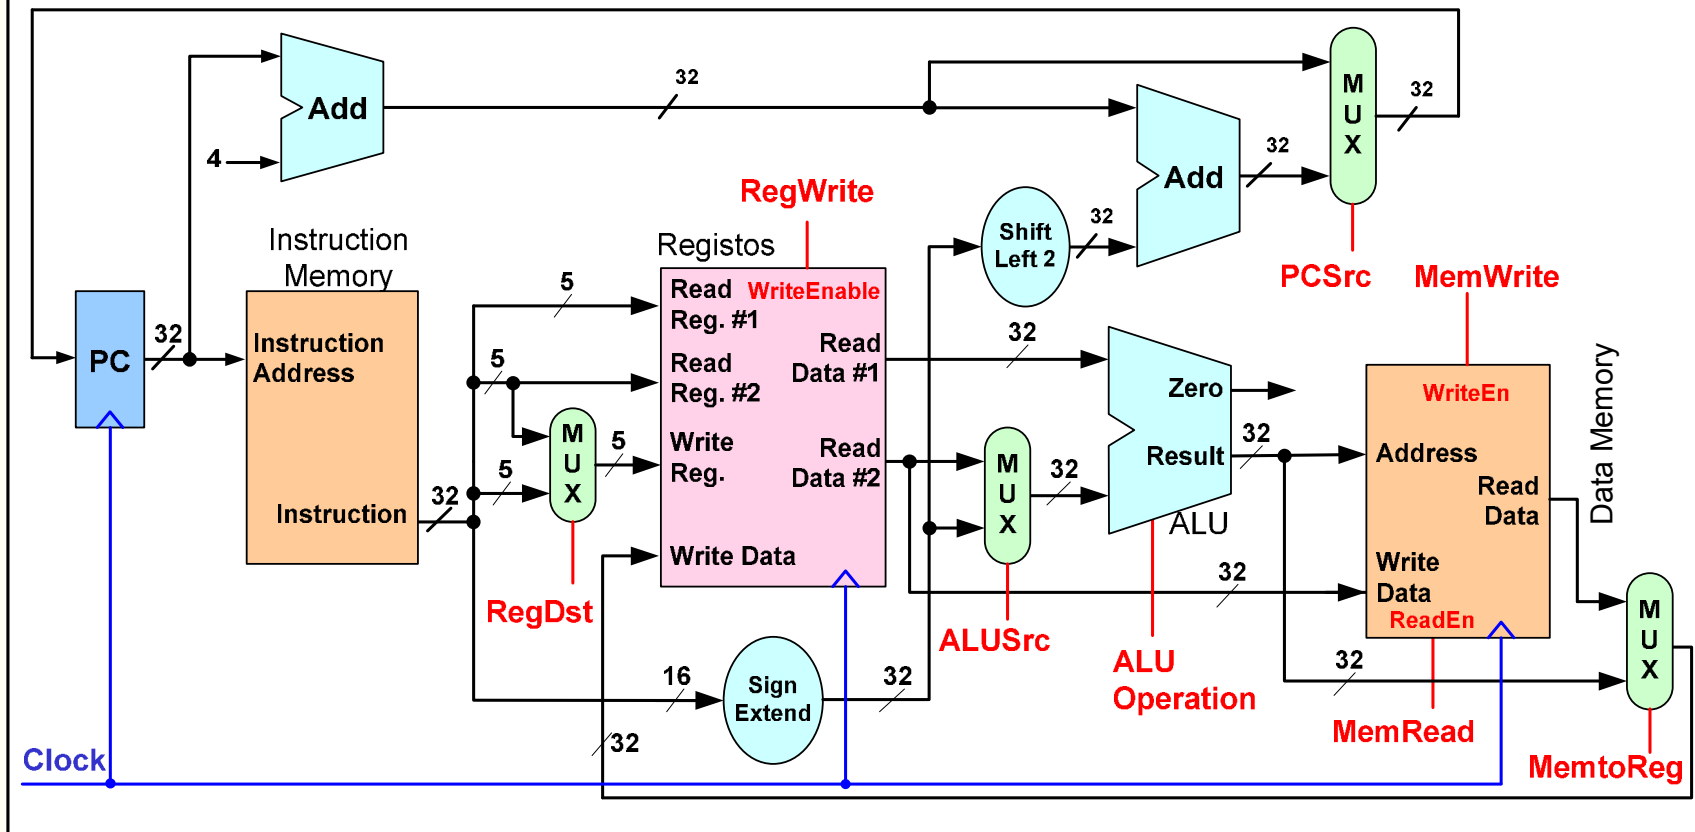 32
Add
4
32
Add
32
M
U
X
32
RegWrite
PCSrc
MemWrite
Instruction
Memory
Registos
Shift
Left 2
32
PC
32
Instruction
Address
Instruction
32
5
5
5
M
U
X
5
RegDst
Read
Reg. #1
WriteEnable
Read
Reg. #2
Write
Reg.
Write Data
Read
Data #1
Read
Data #2
32
M
U
X
32
ALUSrc
Zero
Result
ALU
ALU
Operation
32
32
32
WriteEn
Address
Read
Data
Write
Data
ReadEn
Data Memory
MemRead
M
U
X
MemtoReg
16
Sign
Extend
32
32
Clock